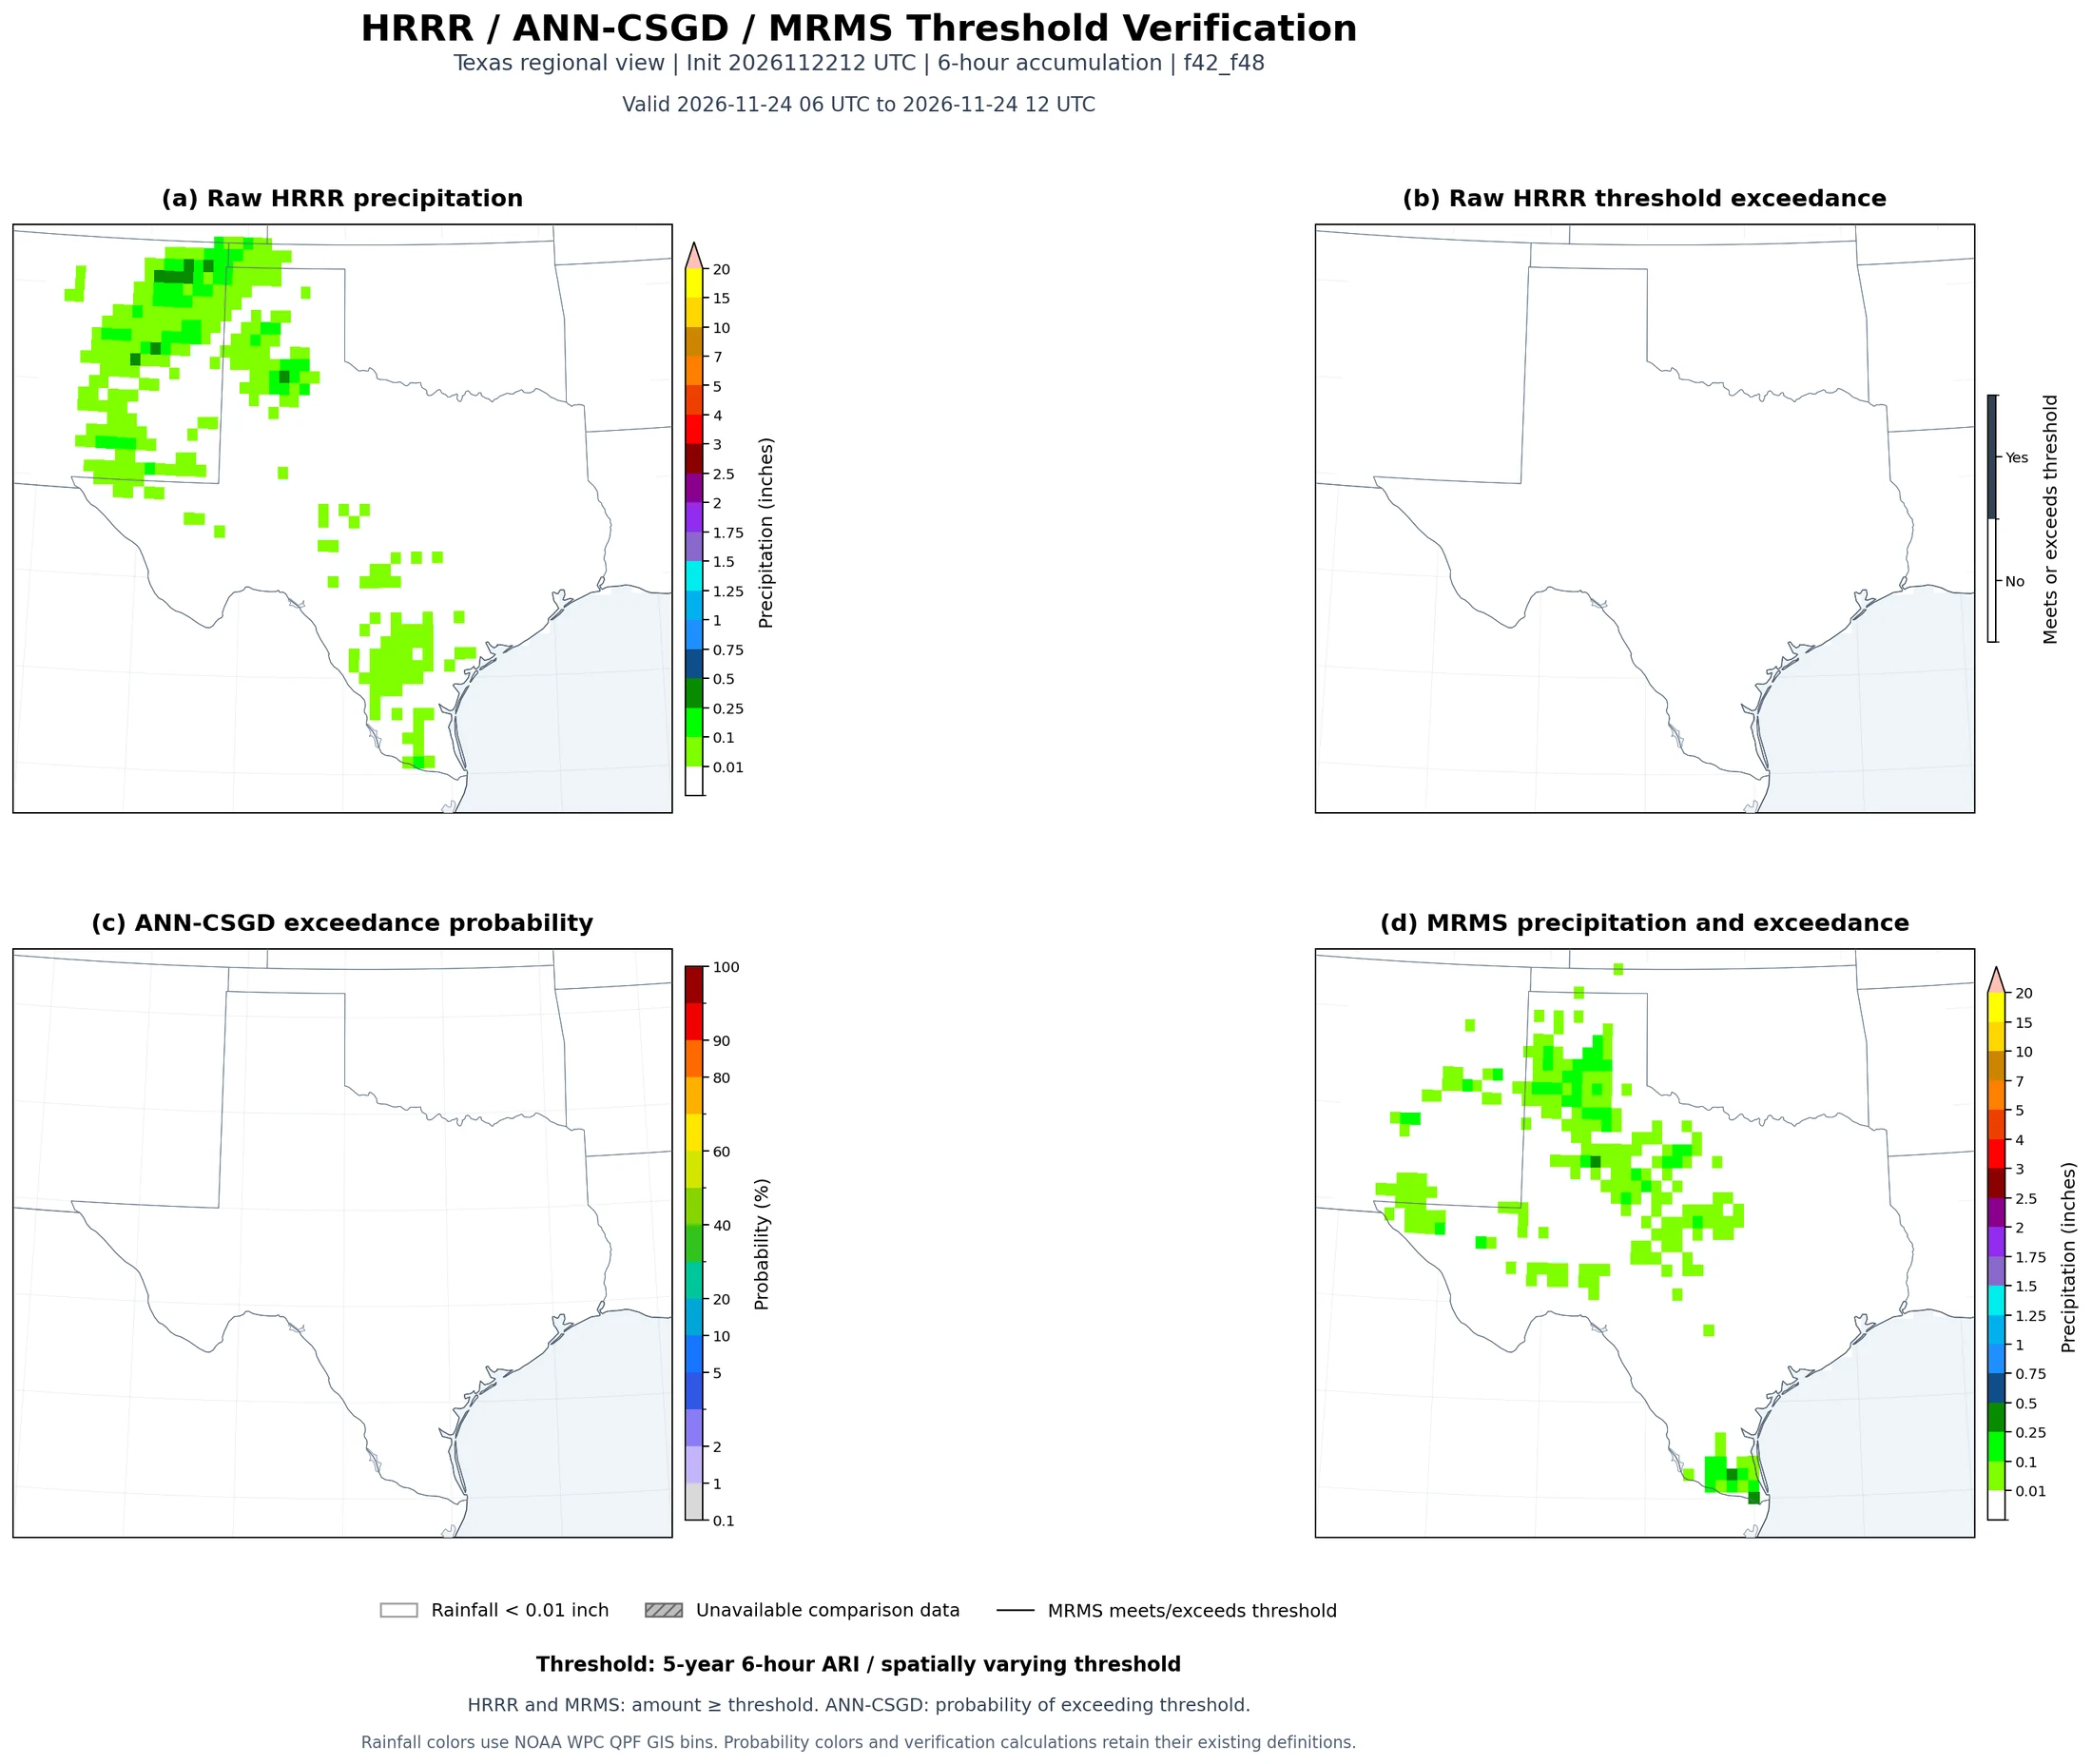 HRRR / ANN-CSGD / MRMS Threshold Verification
Texas regional view | Init 2026112212 UTC | 6-hour accumulation | f42_f48
Valid 2026-11-24 06 UTC to 2026-11-24 12 UTC
(a) Raw HRRR precipitation
20
15
10
7
5
4
3
2.5
2
1.75
1.5
1.25
1
0.75
0.5
0.25
0.1
0.01
Precipitation (inches)
(b) Raw HRRR threshold exceedance
Yes
No
Meets or exceeds threshold
(c) ANN-CSGD exceedance probability
100
90
80
60
40
20
10
5
2
1
0.1
Probability (%)
(d) MRMS precipitation and exceedance
20
15
10
7
5
4
3
2.5
2
1.75
1.5
1.25
1
0.75
0.5
0.25
0.1
0.01
Precipitation (inches)
Rainfall < 0.01 inch
Unavailable comparison data
MRMS meets/exceeds threshold
Threshold: 5-year 6-hour ARI / spatially varying threshold
HRRR and MRMS: amount ≥ threshold. ANN-CSGD: probability of exceeding threshold.
Rainfall colors use NOAA WPC QPF GIS bins. Probability colors and verification calculations retain their existing definitions.